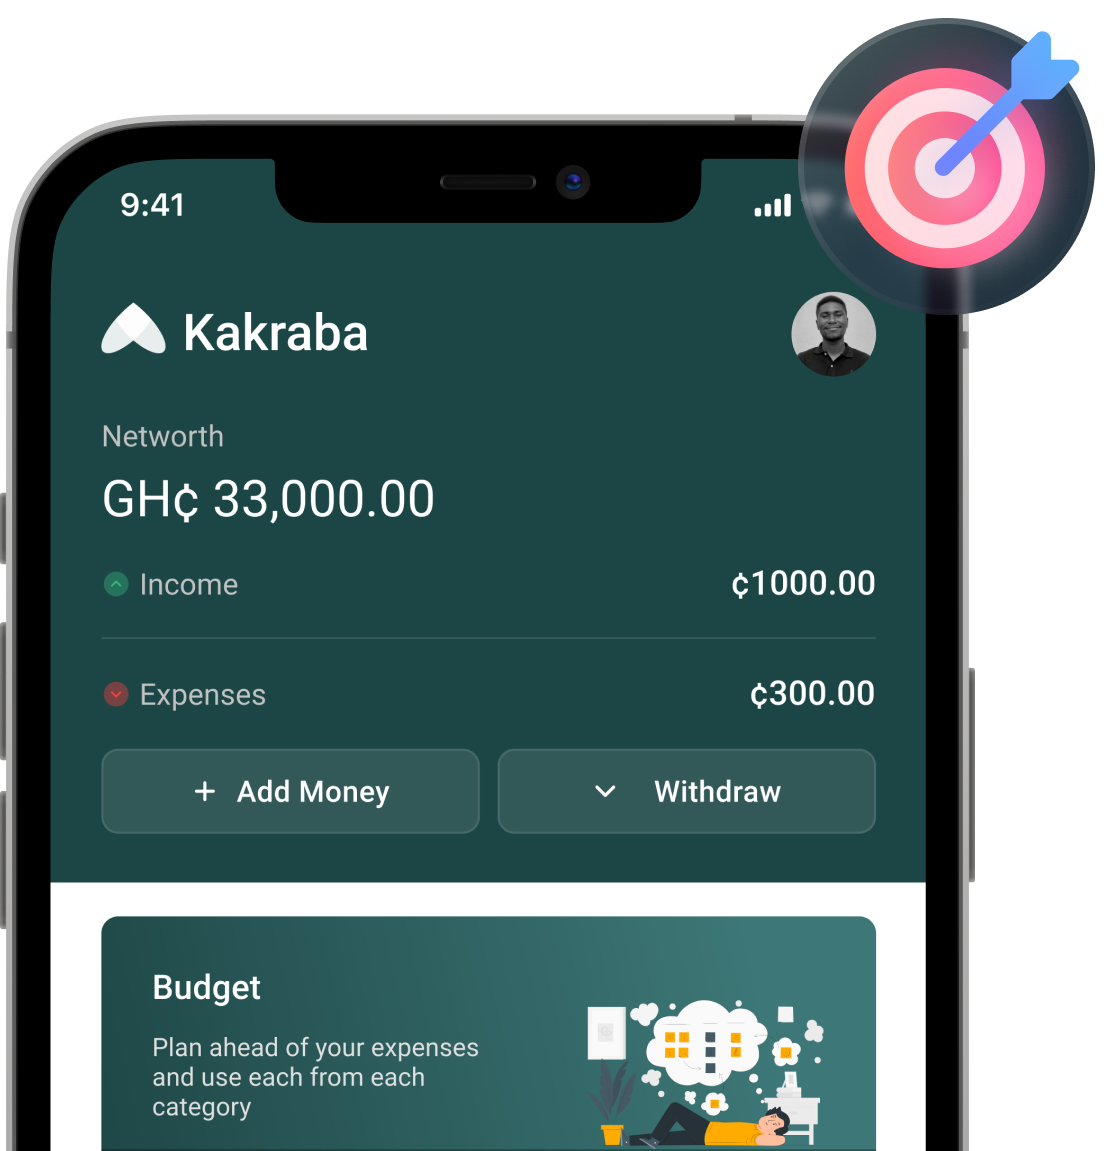 9:41
Kakraba
Networth
GH¢ 33,000.00
Income ¢1000.00
Expenses ¢300.00
Add Money Withdraw
Budget
Plan ahead of your expenses
and use each from each
category